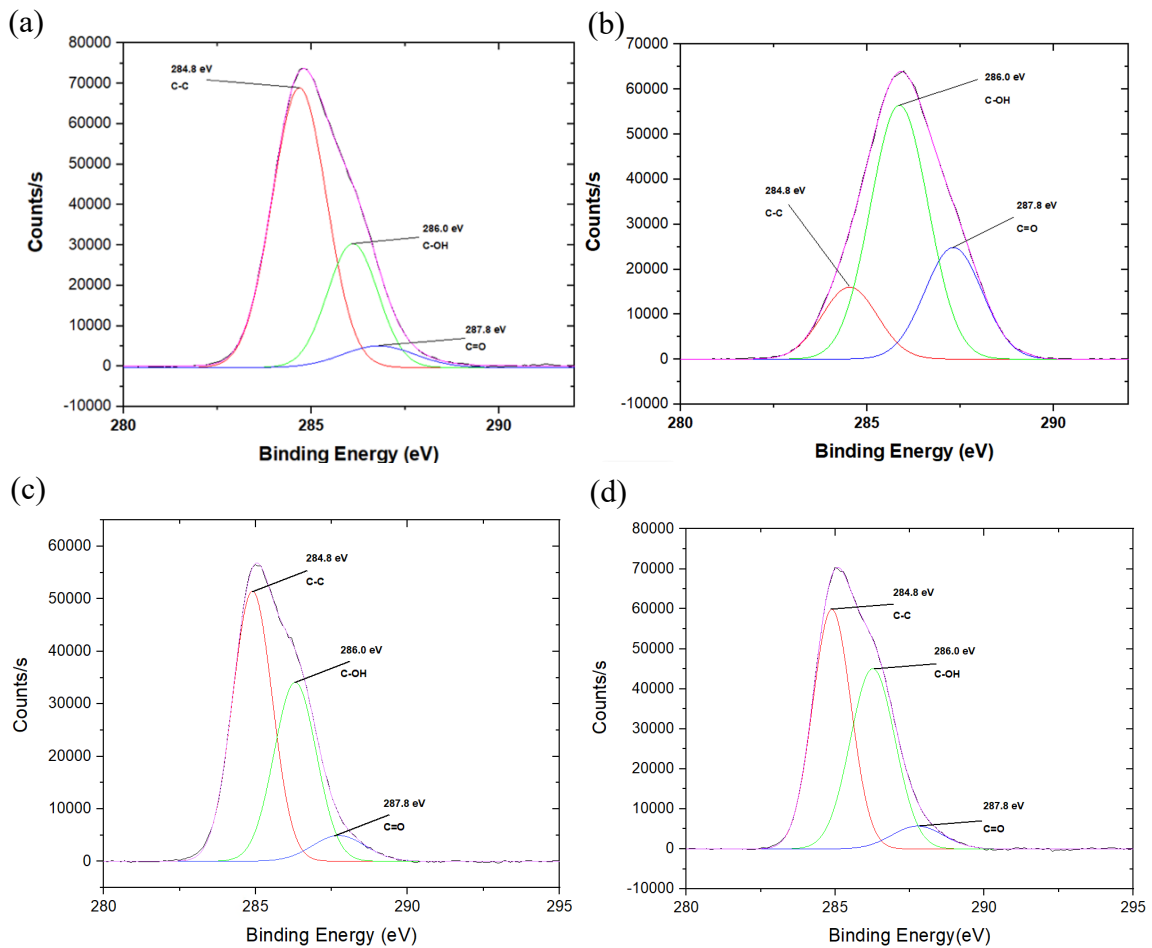 (a)
80000
70000
60000
50000
40000
30000
20000
10000
0
-10000
Counts/s
284.8 eV
C-C
286.0 eV
C-OH
287.8 eV
C=O
280
285
290
Binding Energy (eV)
(b)
70000
60000
50000
40000
30000
20000
10000
0
-10000
Counts/s
286.0 eV
C-OH
284.8 eV
C-C
287.8 eV
C=O
280
285
290
Binding Energy (eV)
(c)
60000
50000
40000
30000
20000
10000
0
Counts/s
284.8 eV
C-C
286.0 eV
C-OH
287.8 eV
C=O
280
285
290
295
Binding Energy (eV)
(d)
80000
70000
60000
50000
40000
30000
20000
10000
0
-10000
Counts/s
284.8 eV
C-C
286.0 eV
C-OH
287.8 eV
C=O
280
285
290
295
Binding Energy(eV)